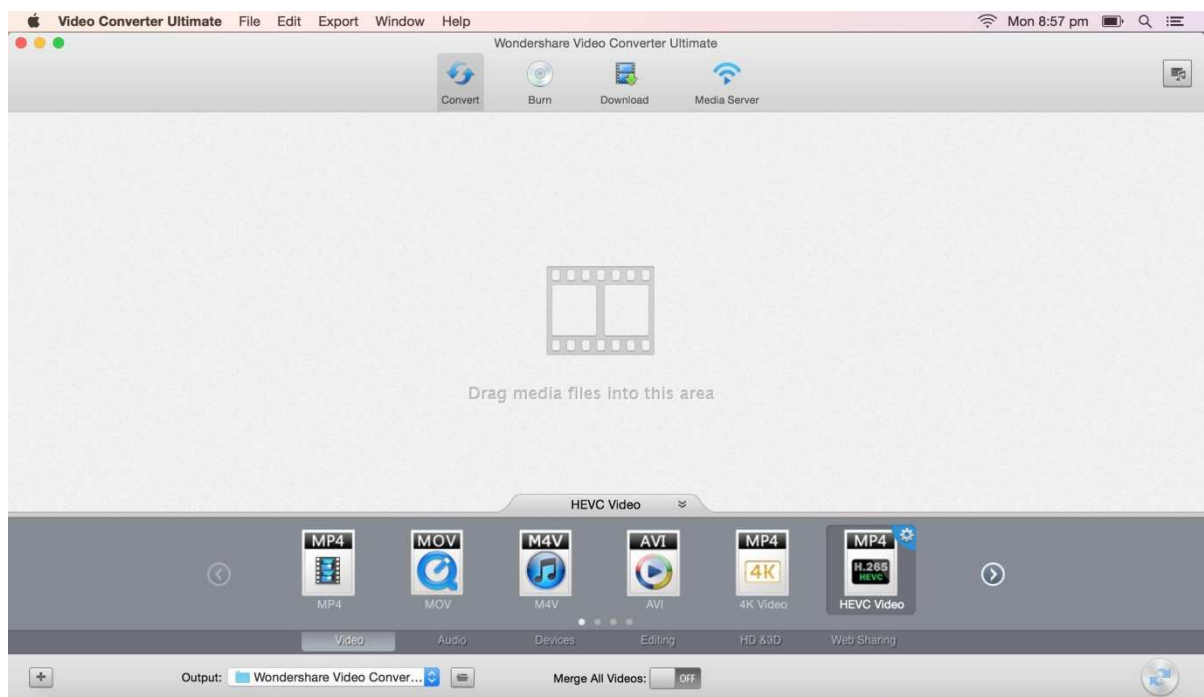 Video Converter Ultimate File Edit Export Window Help Mon 8:57 pm
Wondershare Video Converter Ultimate
Convert Burn Download Media Server
Drag media files into this area
HEVC Video
MP4 MOV M4V AVI MP4 MP4
4K H.265
HEVC
MP4 MOV M4V AVI 4K Video HEVC Video
Video Audio Devices Editing HD &3D Web Sharing
Output: Wondershare Video Conver... Merge All Videos: OFF